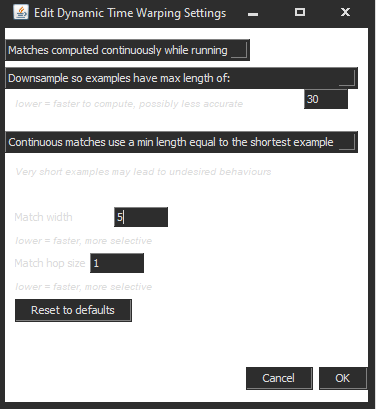 Edit Dynamic Time Warping Settings
Matches computed continuously while running
Downsample so examples have max length of:
lower = faster to compute, possibly less accurate
30
Continuous matches use a min length equal to the shortest example
Very short examples may lead to undesired behaviours
Match width 5
lower = faster, more selective
Match hop size 1
lower = faster, more selective
Reset to defaults
Cancel OK